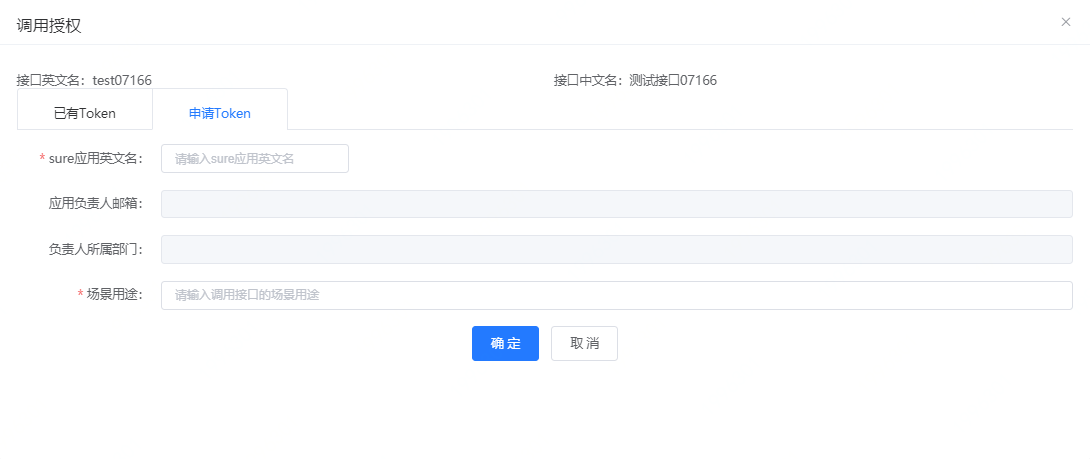 调用授权
×
接口英文名：test07166 接口中文名：测试接口07166
已有Token 申请Token
* sure应用英文名： 请输入sure应用英文名
应用负责人邮箱：
负责人所属部门：
* 场景用途： 请输入调用接口的场景用途
确 定 取 消